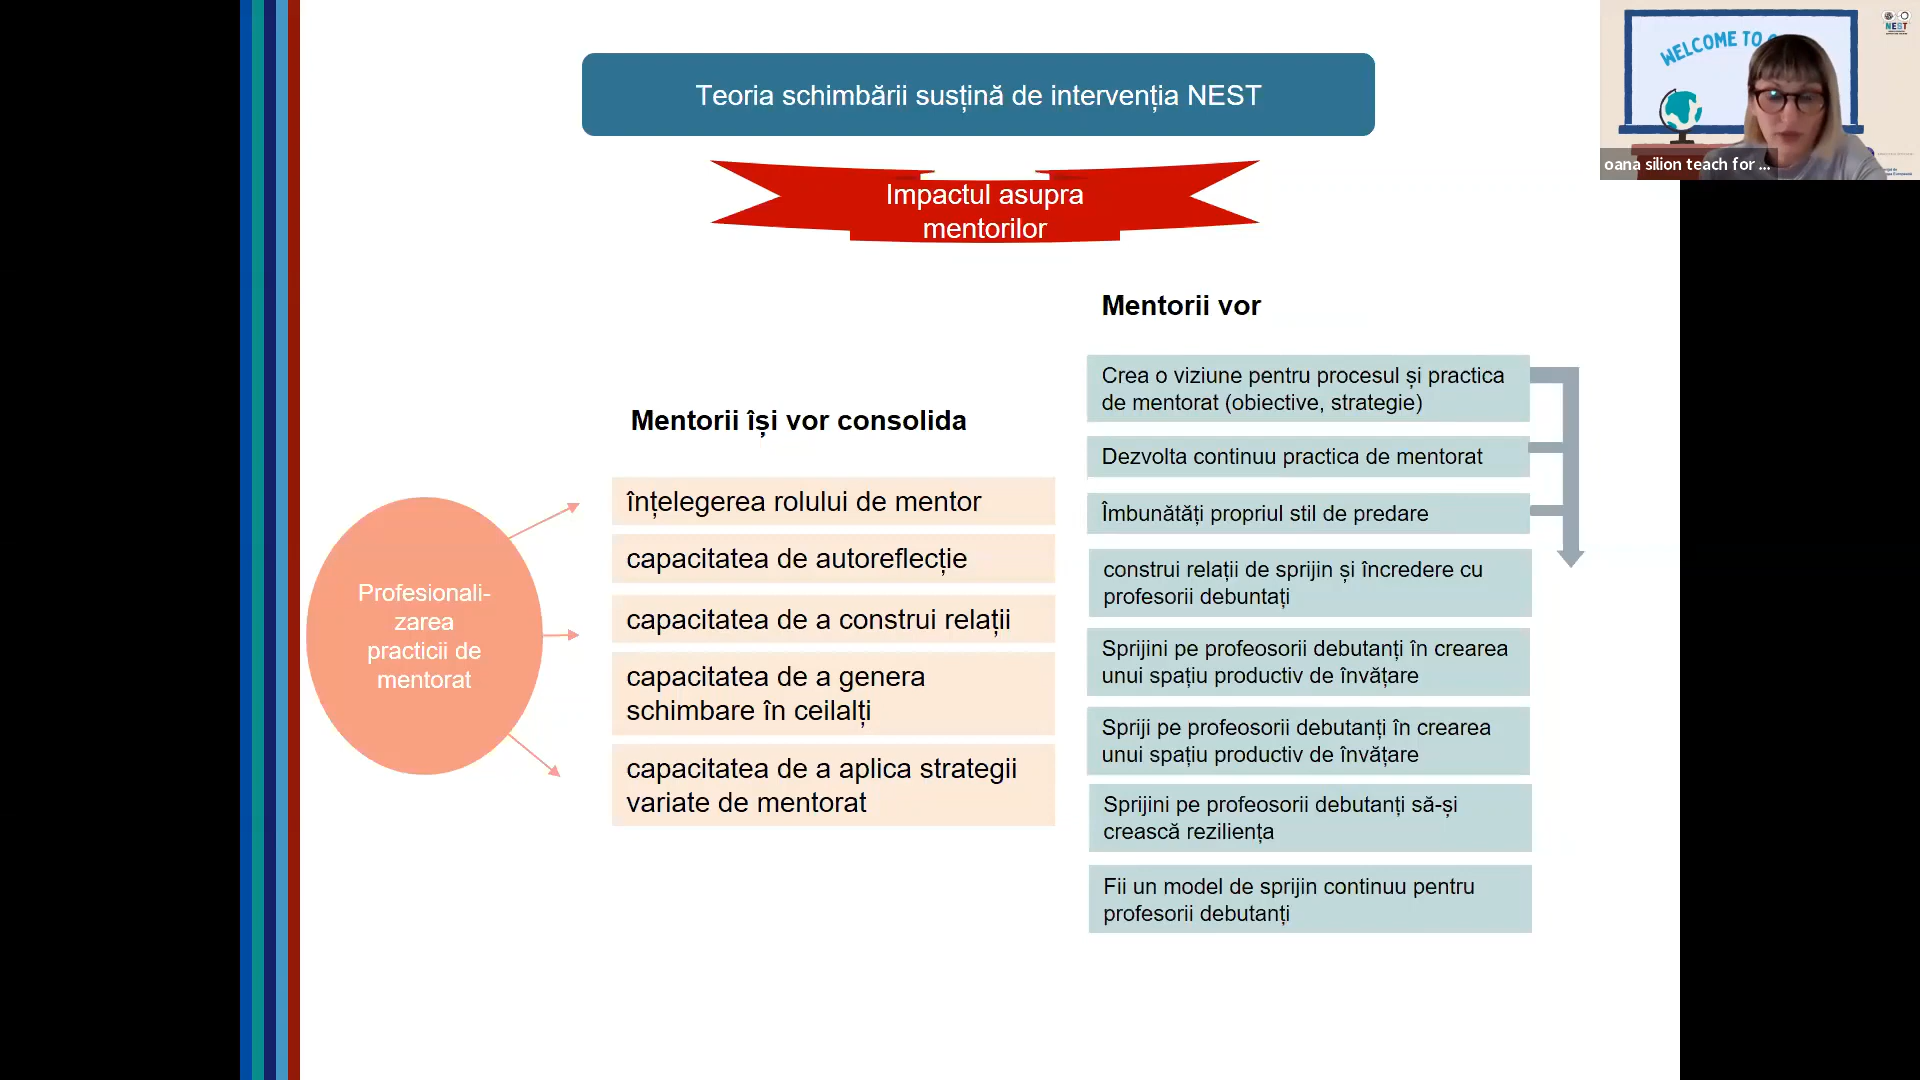 Teoria schimbării susțină de intervenția NEST
Impactul asupra
mentorilor
WELCOME TO
NEST
oana silion teach for ...
Mentorii vor
Crea o viziune pentru procesul și practica
de mentorat (obiective, strategie)
Dezvolta continuu practica de mentorat
Îmbunătăți propriul stil de predare
construi relații de sprijin și încredere cu
profesorii debuntați
Sprijini pe profeosorii debutanți în crearea
unui spațiu productiv de învățare
Spriji pe profeosorii debutanți în crearea
unui spațiu productiv de învățare
Sprijini pe profeosorii debutanți să-și
crească reziliența
Fii un model de sprijin continuu pentru
profesorii debutanți
Mentorii își vor consolida
înțelegerea rolului de mentor
capacitatea de autoreflecție
capacitatea de a construi relații
capacitatea de a genera
schimbare în ceilalți
capacitatea de a aplica strategii
variate de mentorat
Profesionali-
zarea
practicii de
mentorat